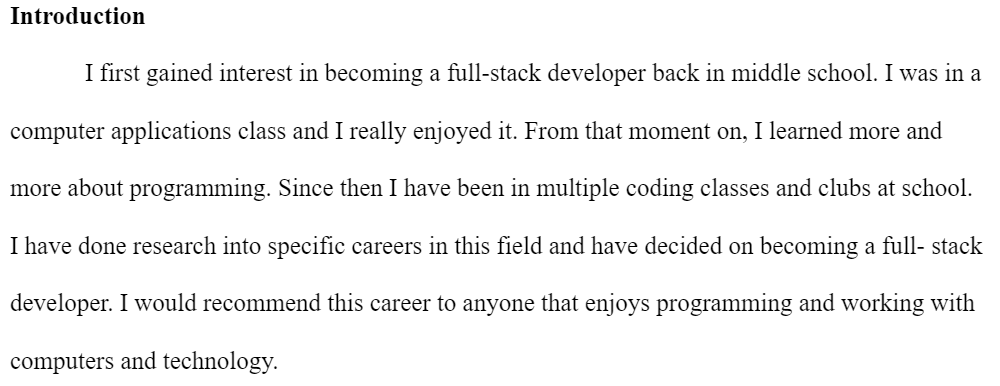 Introduction
I first gained interest in becoming a full-stack developer back in middle school. I was in a
computer applications class and I really enjoyed it. From that moment on, I learned more and
more about programming. Since then I have been in multiple coding classes and clubs at school.
I have done research into specific careers in this field and have decided on becoming a full- stack
developer. I would recommend this career to anyone that enjoys programming and working with
computers and technology.